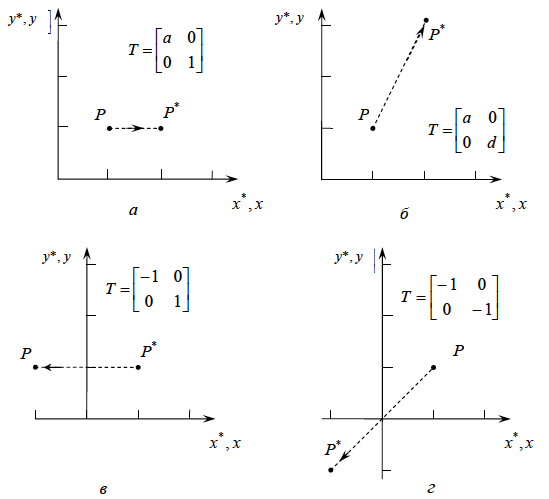 y*, y
T = [a 0
0 1]
P P*
x*, x
а
y*, y
P*
P
T = [a 0
0 d]
x*, x
б
y*, y
T = [-1 0
0 1]
P P*
x*, x
в
y*, y
T = [-1 0
0 -1]
P
x*, x
P*
г